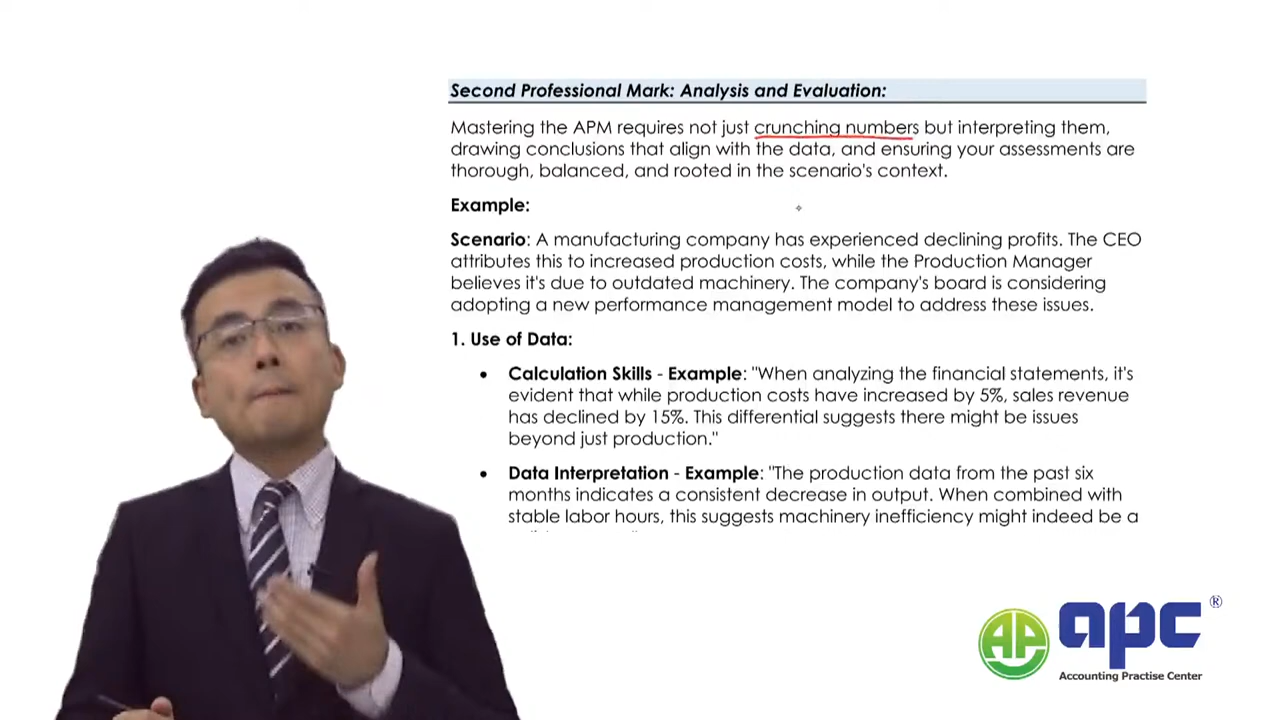 Second Professional Mark: Analysis and Evaluation:
Mastering the APM requires not just crunching numbers but interpreting them,
drawing conclusions that align with the data, and ensuring your assessments are
thorough, balanced, and rooted in the scenario's context.
Example:
Scenario: A manufacturing company has experienced declining profits. The CEO
attributes this to increased production costs, while the Production Manager
believes it's due to outdated machinery. The company's board is considering
adopting a new performance management model to address these issues.
1. Use of Data:
• Calculation Skills - Example: "When analyzing the financial statements, it's
evident that while production costs have increased by 5%, sales revenue
has declined by 15%. This differential suggests there might be issues
beyond just production."
• Data Interpretation - Example: "The production data from the past six
months indicates a consistent decrease in output. When combined with
stable labor hours, this suggests machinery inefficiency might indeed be a
AP
apc ®
Accounting Practise Center